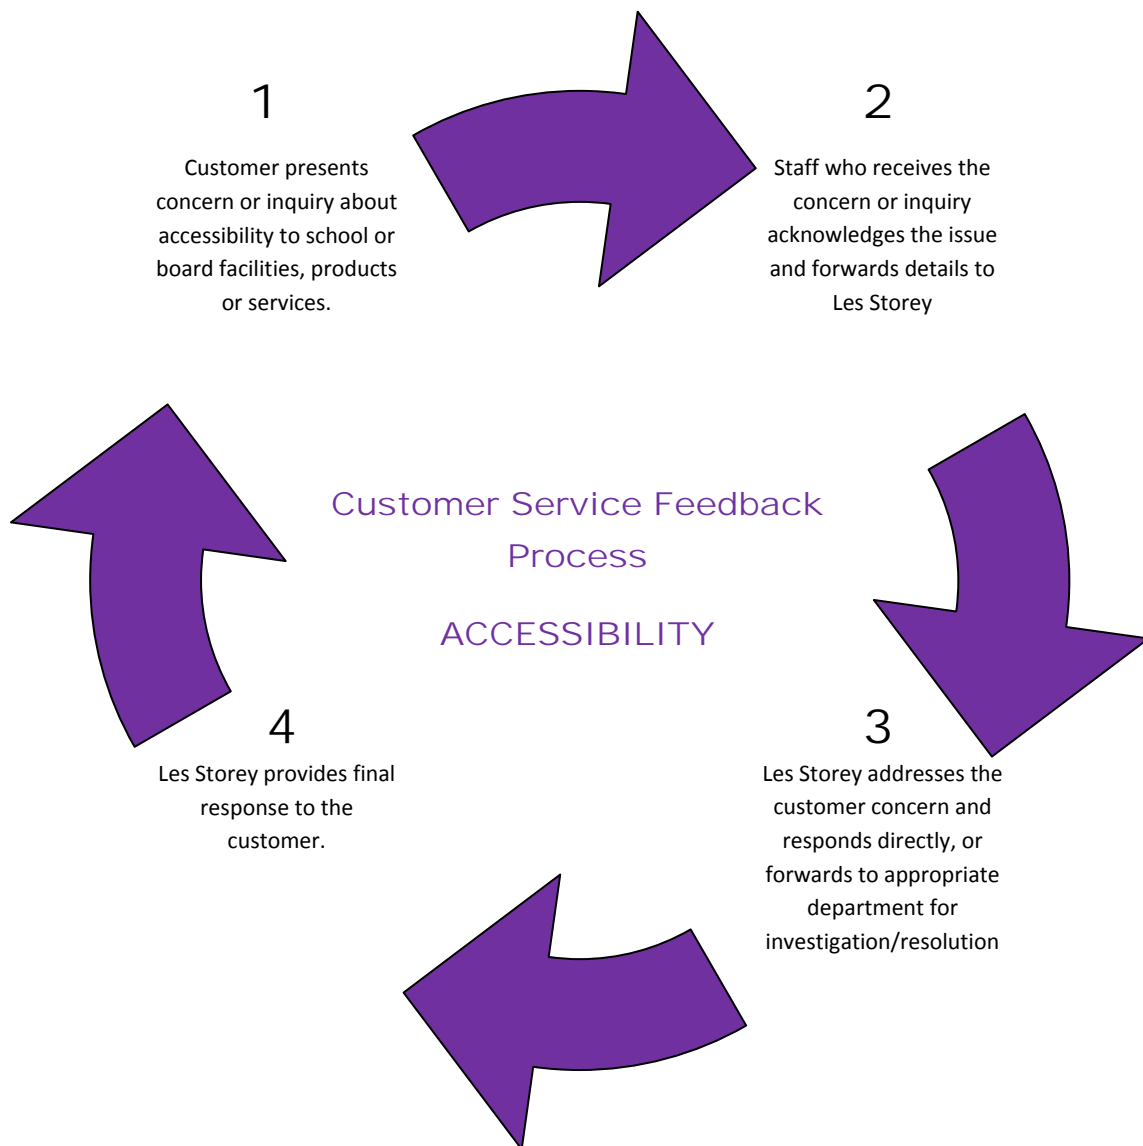 1
Customer presents
concern or inquiry about
accessibility to school or
board facilities, products
or services.
2
Staff who receives the
concern or inquiry
acknowledges the issue
and forwards details to
Les Storey
Customer Service Feedback
Process
ACCESSIBILITY
3
Les Storey addresses the
customer concern and
responds directly, or
forwards to appropriate
department for
investigation/resolution
4
Les Storey provides final
response to the
customer.